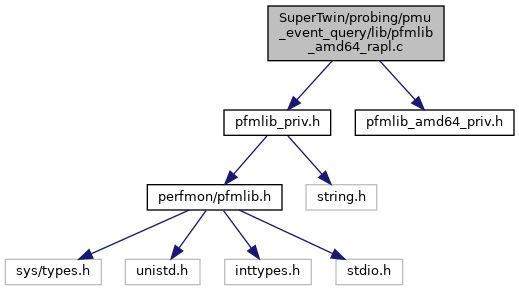 SuperTwin/probing/pmu
_event_query/lib/pfmlib
_amd64_rapl.c
pfmlib_priv.h
pfmlib_amd64_priv.h
perfmon/pfmlib.h
string.h
sys/types.h
unistd.h
inttypes.h
stdio.h